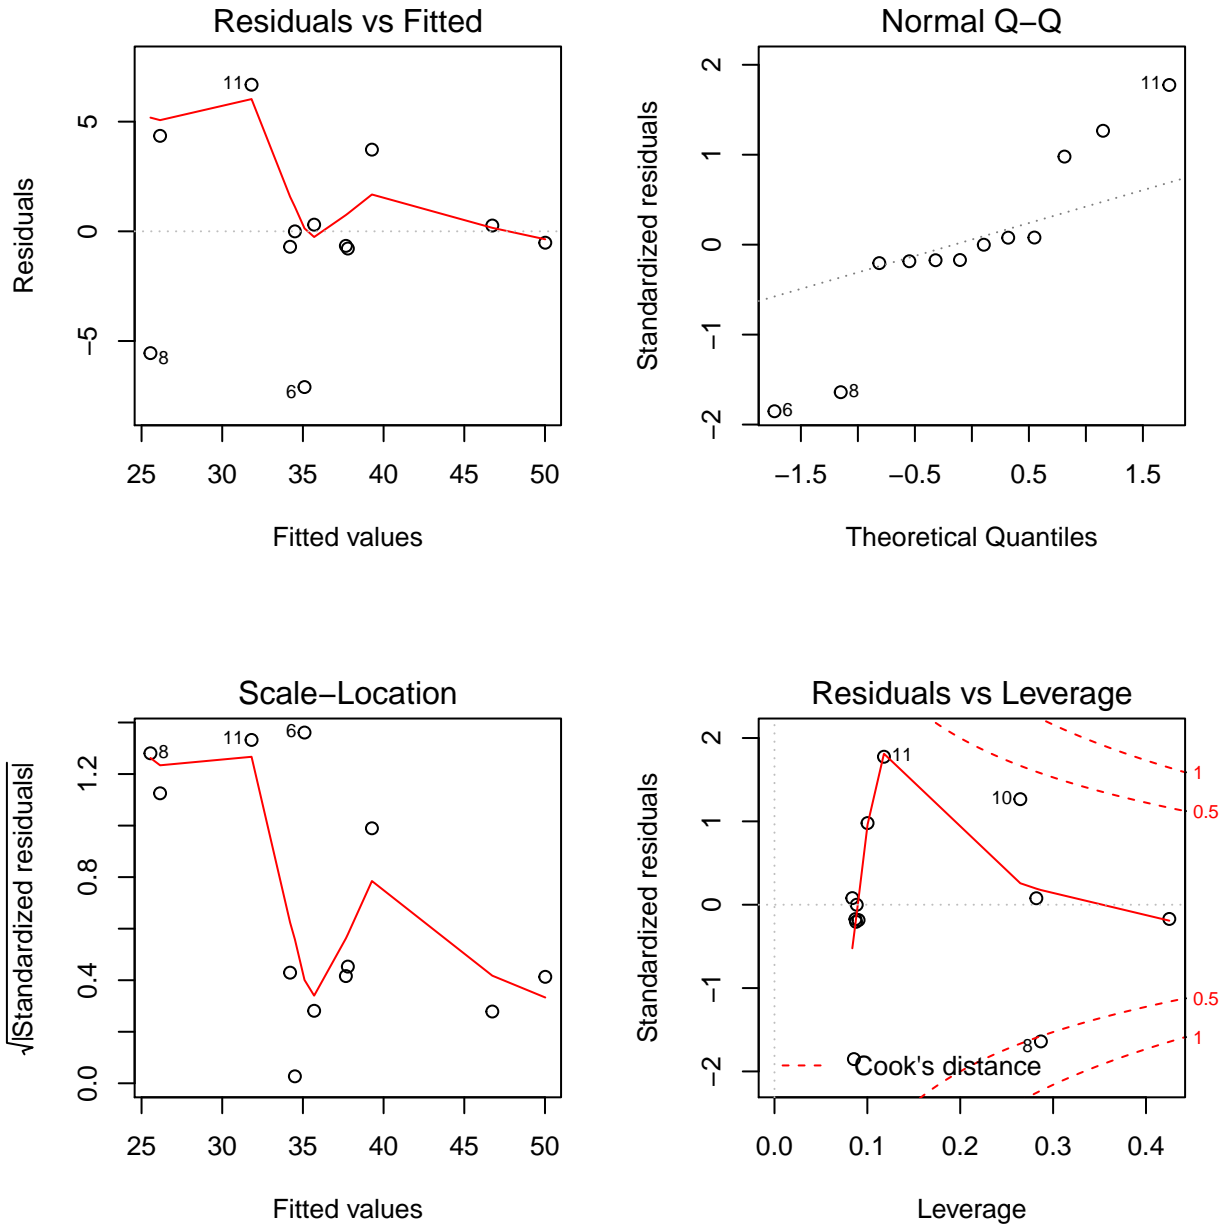 Residuals vs Fitted
Residuals
5
0
−5
11
8
6
25 30 35 40 45 50
Fitted values
Normal Q−Q
Standardized residuals
2
1
0
−1
−2
11
8
6
−1.5 −0.5 0.5 1.5
Theoretical Quantiles
Scale−Location
√|Standardized residuals|
1.2
0.8
0.4
0.0
8
11
6
25 30 35 40 45 50
Fitted values
Residuals vs Leverage
Standardized residuals
2
1
0
−1
−2
11
10
8
1
0.5
0.5
1
Cook's distance
0.0 0.1 0.2 0.3 0.4
Leverage